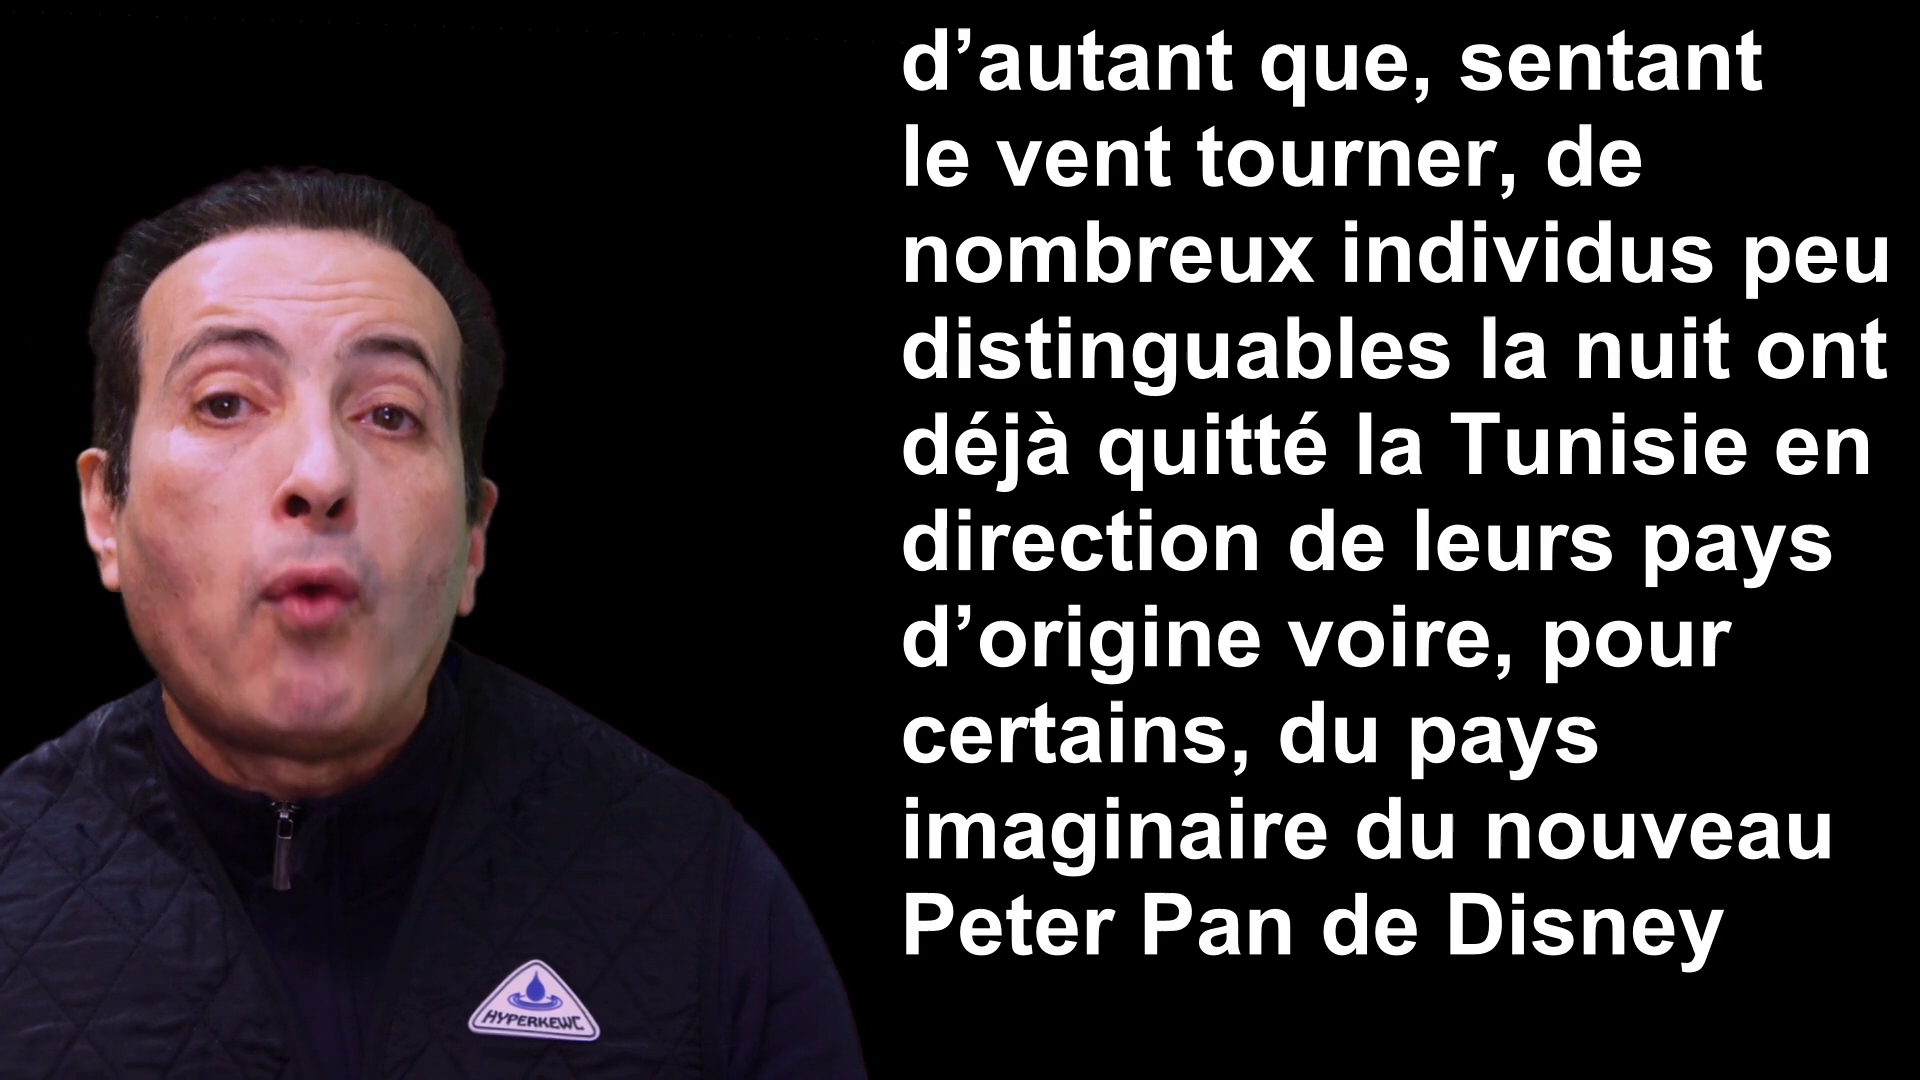 d’autant que, sentant
le vent tourner, de
nombreux individus peu
distinguables la nuit ont
déjà quitté la Tunisie en
direction de leurs pays
d’origine voire, pour
certains, du pays
imaginaire du nouveau
Peter Pan de Disney
HYPERKEWL